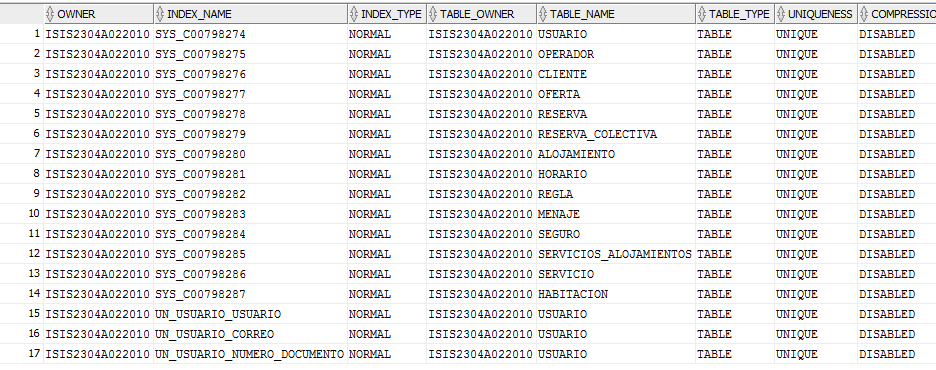 OWNER INDEX_NAME INDEX_TYPE TABLE_OWNER TABLE_NAME TABLE_TYPE UNIQUENESS COMPRESSIO
1 ISIS2304A022010 SYS_C00798274 NORMAL ISIS2304A022010 USUARIO TABLE UNIQUE DISABLED
2 ISIS2304A022010 SYS_C00798275 NORMAL ISIS2304A022010 OPERADOR TABLE UNIQUE DISABLED
3 ISIS2304A022010 SYS_C00798276 NORMAL ISIS2304A022010 CLIENTE TABLE UNIQUE DISABLED
4 ISIS2304A022010 SYS_C00798277 NORMAL ISIS2304A022010 OFERTA TABLE UNIQUE DISABLED
5 ISIS2304A022010 SYS_C00798278 NORMAL ISIS2304A022010 RESERVA TABLE UNIQUE DISABLED
6 ISIS2304A022010 SYS_C00798279 NORMAL ISIS2304A022010 RESERVA_COLECTIVA TABLE UNIQUE DISABLED
7 ISIS2304A022010 SYS_C00798280 NORMAL ISIS2304A022010 ALOJAMIENTO TABLE UNIQUE DISABLED
8 ISIS2304A022010 SYS_C00798281 NORMAL ISIS2304A022010 HORARIO TABLE UNIQUE DISABLED
9 ISIS2304A022010 SYS_C00798282 NORMAL ISIS2304A022010 REGLA TABLE UNIQUE DISABLED
10 ISIS2304A022010 SYS_C00798283 NORMAL ISIS2304A022010 MENAJE TABLE UNIQUE DISABLED
11 ISIS2304A022010 SYS_C00798284 NORMAL ISIS2304A022010 SEGURO TABLE UNIQUE DISABLED
12 ISIS2304A022010 SYS_C00798285 NORMAL ISIS2304A022010 SERVICIOS_ALOJAMIENTOS TABLE UNIQUE DISABLED
13 ISIS2304A022010 SYS_C00798286 NORMAL ISIS2304A022010 SERVICIO TABLE UNIQUE DISABLED
14 ISIS2304A022010 SYS_C00798287 NORMAL ISIS2304A022010 HABITACION TABLE UNIQUE DISABLED
15 ISIS2304A022010 UN_USUARIO_USUARIO NORMAL ISIS2304A022010 USUARIO TABLE UNIQUE DISABLED
16 ISIS2304A022010 UN_USUARIO_CORREO NORMAL ISIS2304A022010 USUARIO TABLE UNIQUE DISABLED
17 ISIS2304A022010 UN_USUARIO_NUMERO_DOCUMENTO NORMAL ISIS2304A022010 USUARIO TABLE UNIQUE DISABLED